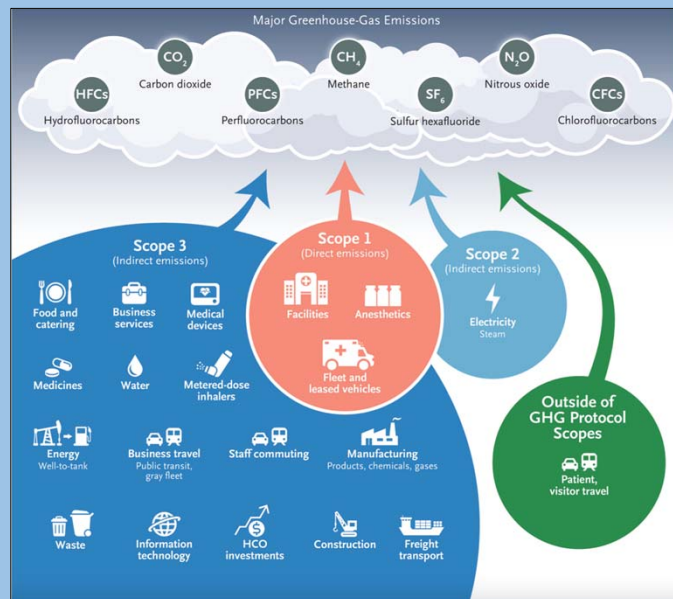 Major Greenhouse-Gas Emissions
CO₂
Carbon dioxide
CH₄
Methane
N₂O
Nitrous oxide
HFCs
Hydrofluorocarbons
PFCs
Perfluorocarbons
SF₆
Sulfur hexafluoride
CFCs
Chlorofluorocarbons
Scope 3
(Indirect emissions)
Food and
catering
Business
services
Medical
devices
Medicines
Water
Metered-dose
inhalers
Energy
Well-to-tank
Business travel
Public transit,
gray fleet
Staff commuting
Manufacturing
Products, chemicals, gases
Waste
Information
technology
HCO
investments
Construction
Freight
transport
Scope 1
(Direct emissions)
Facilities
Anesthetics
Fleet and
leased vehicles
Scope 2
(Indirect emissions)
Electricity
Steam
Outside of
GHG Protocol
Scopes
Patient,
visitor travel